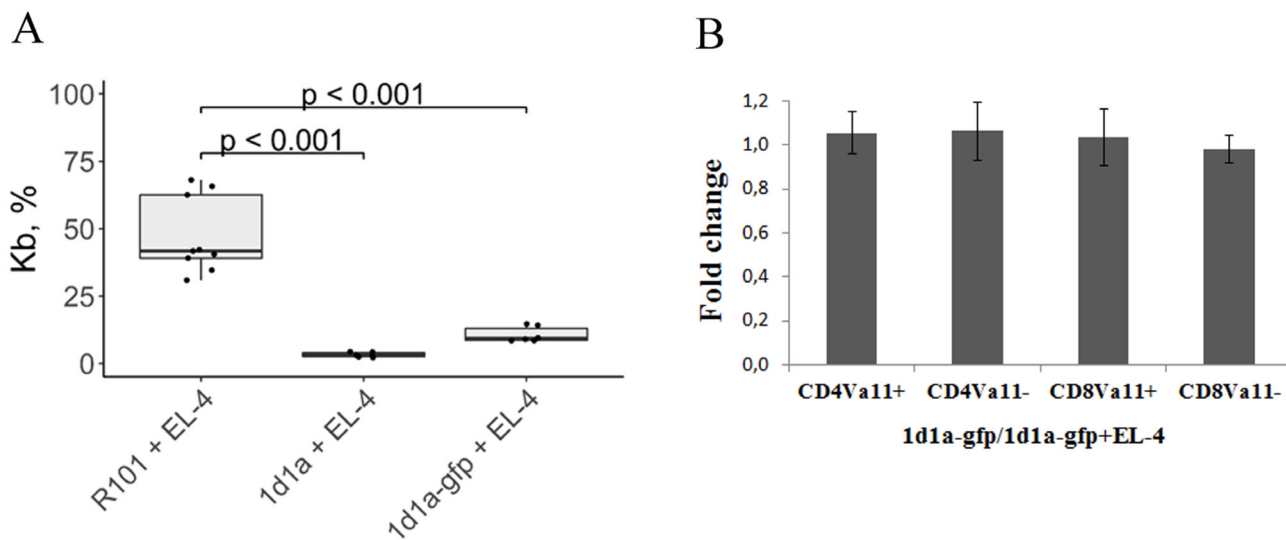 A
Kb, %
100
75
50
25
0
p < 0.001
p < 0.001
R101 + EL-4
1d1a + EL-4
1d1a-gfp + EL-4
B
Fold change
1,2
1,0
0,8
0,6
0,4
0,2
0,0
CD4Va11+ CD4Va11- CD8Va11+ CD8Va11-
1d1a-gfp/1d1a-gfp+EL-4